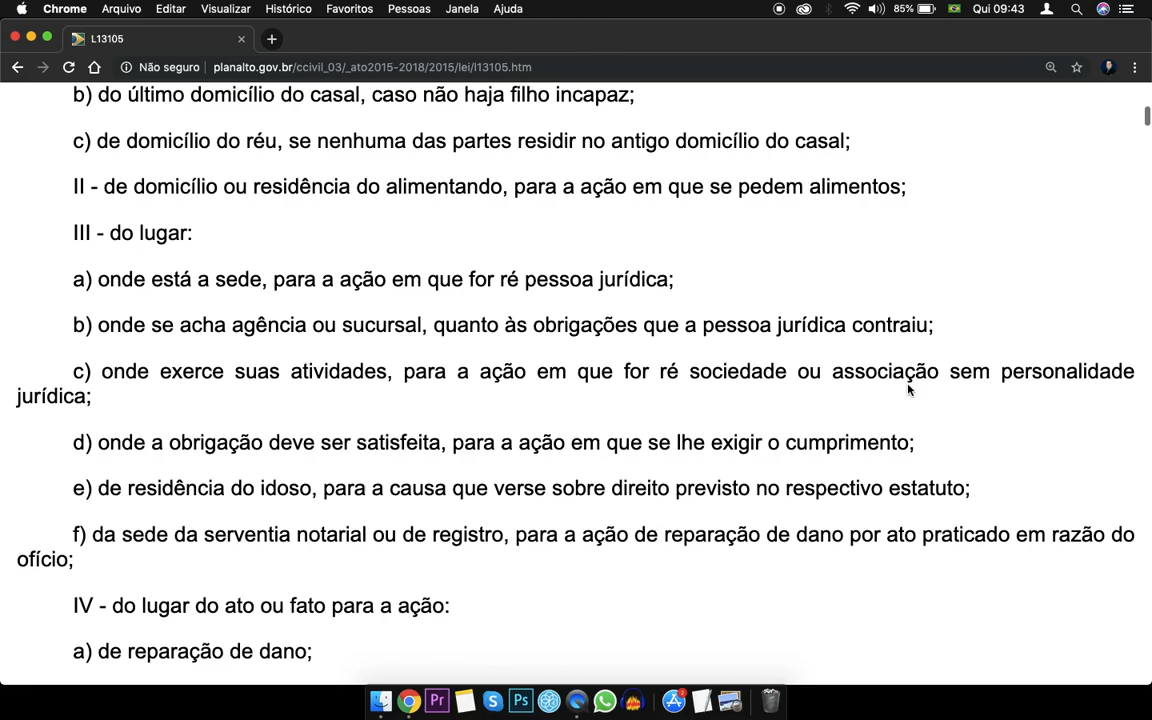 Chrome Arquivo Editar Visualizar Histórico Favoritos Pessoas Janela Ajuda 85% Qui 09:43
L13105
Não seguro planalto.gov.br/ccivil_03/_ato2015-2018/2015/lei/l13105.htm
b) do último domicílio do casal, caso não haja filho incapaz;
c) de domicílio do réu, se nenhuma das partes residir no antigo domicílio do casal;
II - de domicílio ou residência do alimentando, para a ação em que se pedem alimentos;
III - do lugar:
a) onde está a sede, para a ação em que for ré pessoa jurídica;
b) onde se acha agência ou sucursal, quanto às obrigações que a pessoa jurídica contraiu;
c) onde exerce suas atividades, para a ação em que for ré sociedade ou associação sem personalidade
jurídica;
d) onde a obrigação deve ser satisfeita, para a ação em que se lhe exigir o cumprimento;
e) de residência do idoso, para a causa que verse sobre direito previsto no respectivo estatuto;
f) da sede da serventia notarial ou de registro, para a ação de reparação de dano por ato praticado em razão do
ofício;
IV - do lugar do ato ou fato para a ação:
a) de reparação de dano;
Pr S Ps